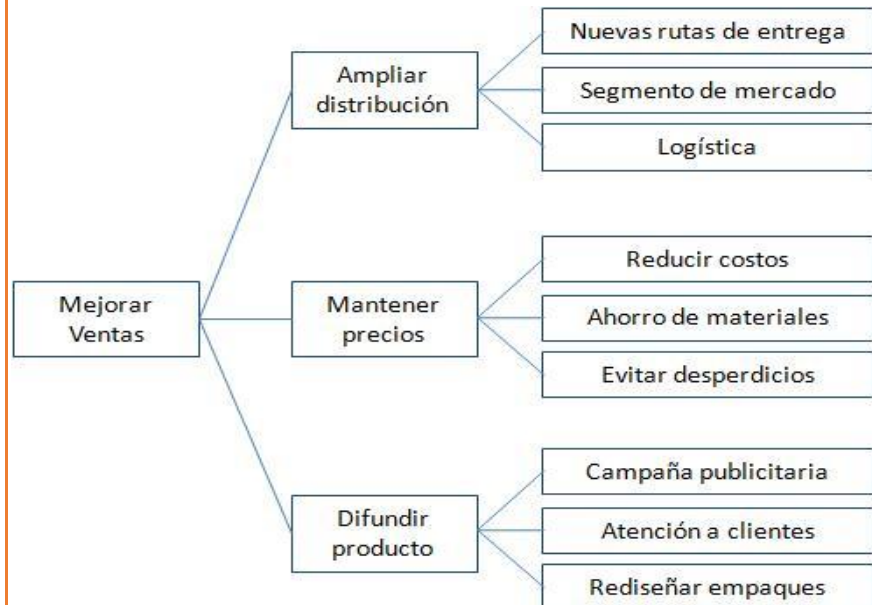 Nuevas rutas de entrega
Ampliar
distribución
Segmento de mercado
Logística
Mejorar
Ventas
Mantener
precios
Reducir costos
Ahorro de materiales
Evitar desperdicios
Difundir
producto
Campaña publicitaria
Atención a clientes
Rediseñar empaques